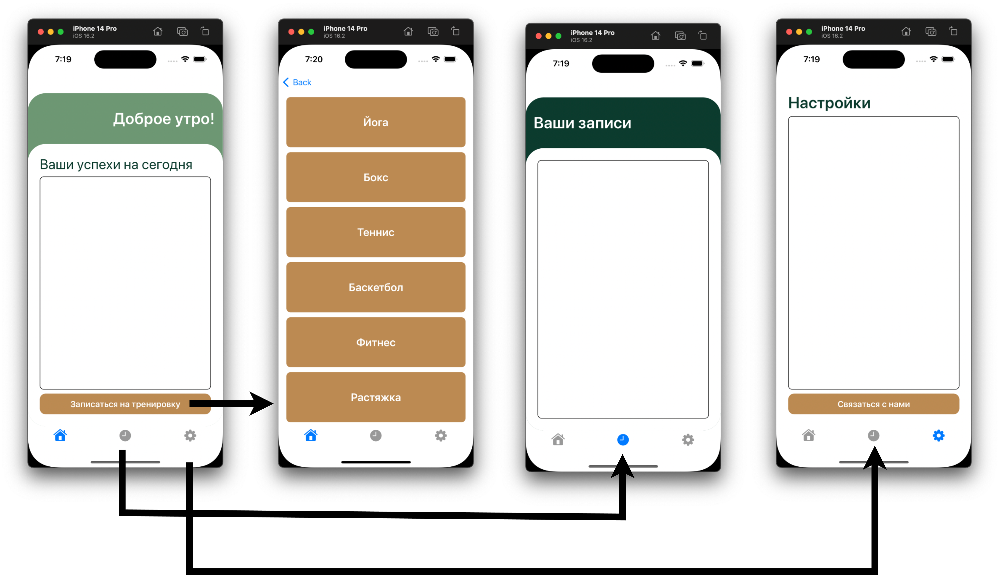 iPhone 14 Pro
iOS 16.2
7:19
Доброе утро!
Ваши успехи на сегодня
Записаться на тренировку
iPhone 14 Pro
iOS 16.2
7:20
Back
Йога
Бокс
Теннис
Баскетбол
Фитнес
Растяжка
iPhone 14 Pro
iOS 16.2
7:19
Ваши записи
iPhone 14 Pro
iOS 16.2
7:19
Настройки
Связаться с нами